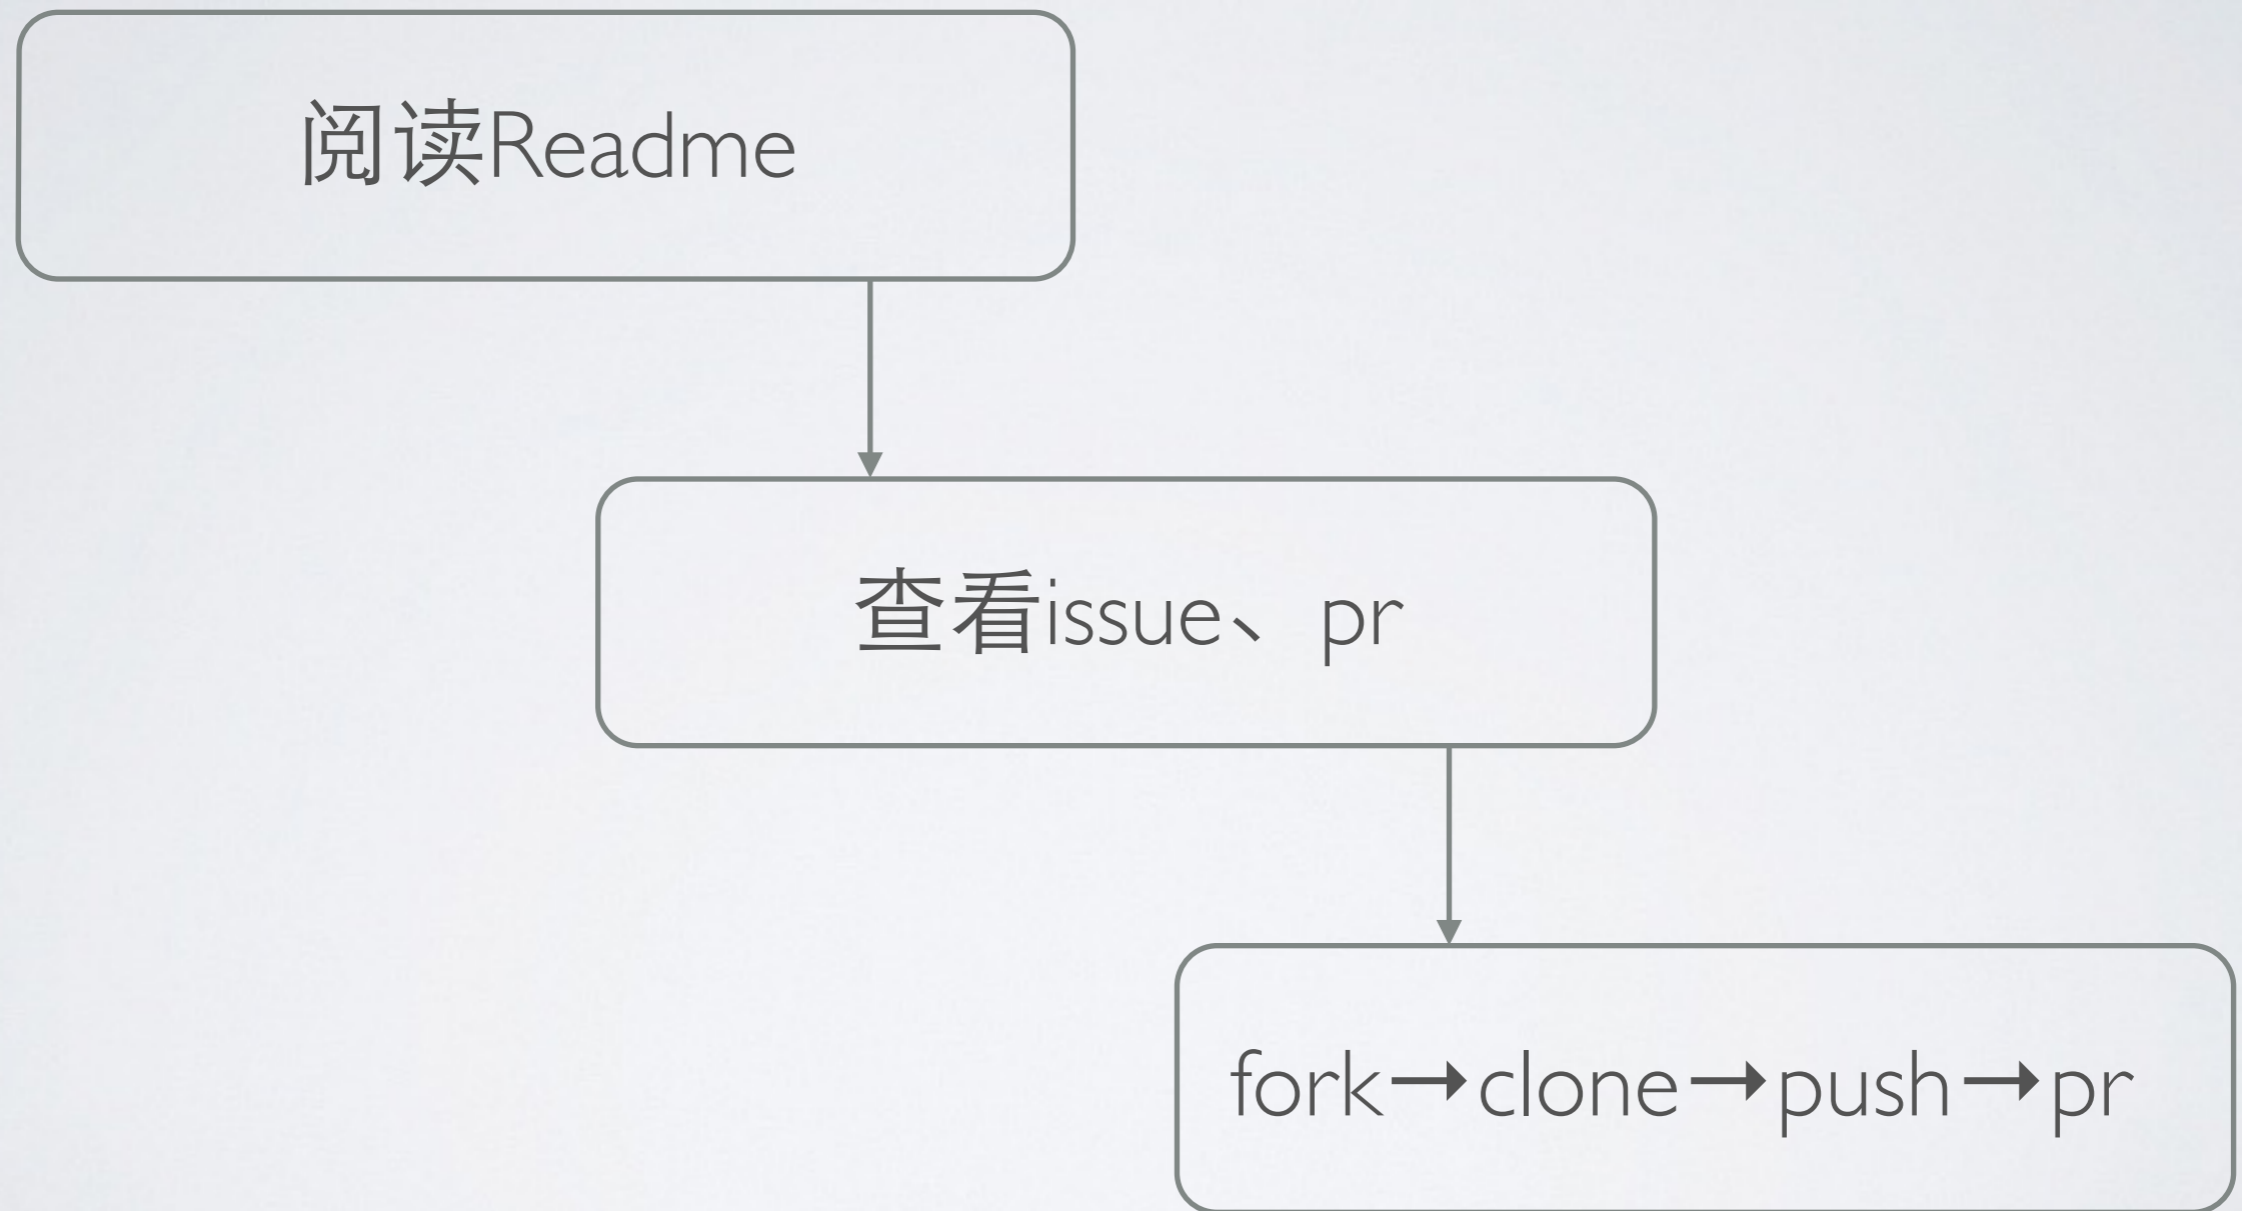 阅读Readme
查看issue、pr
fork→clone→push→pr